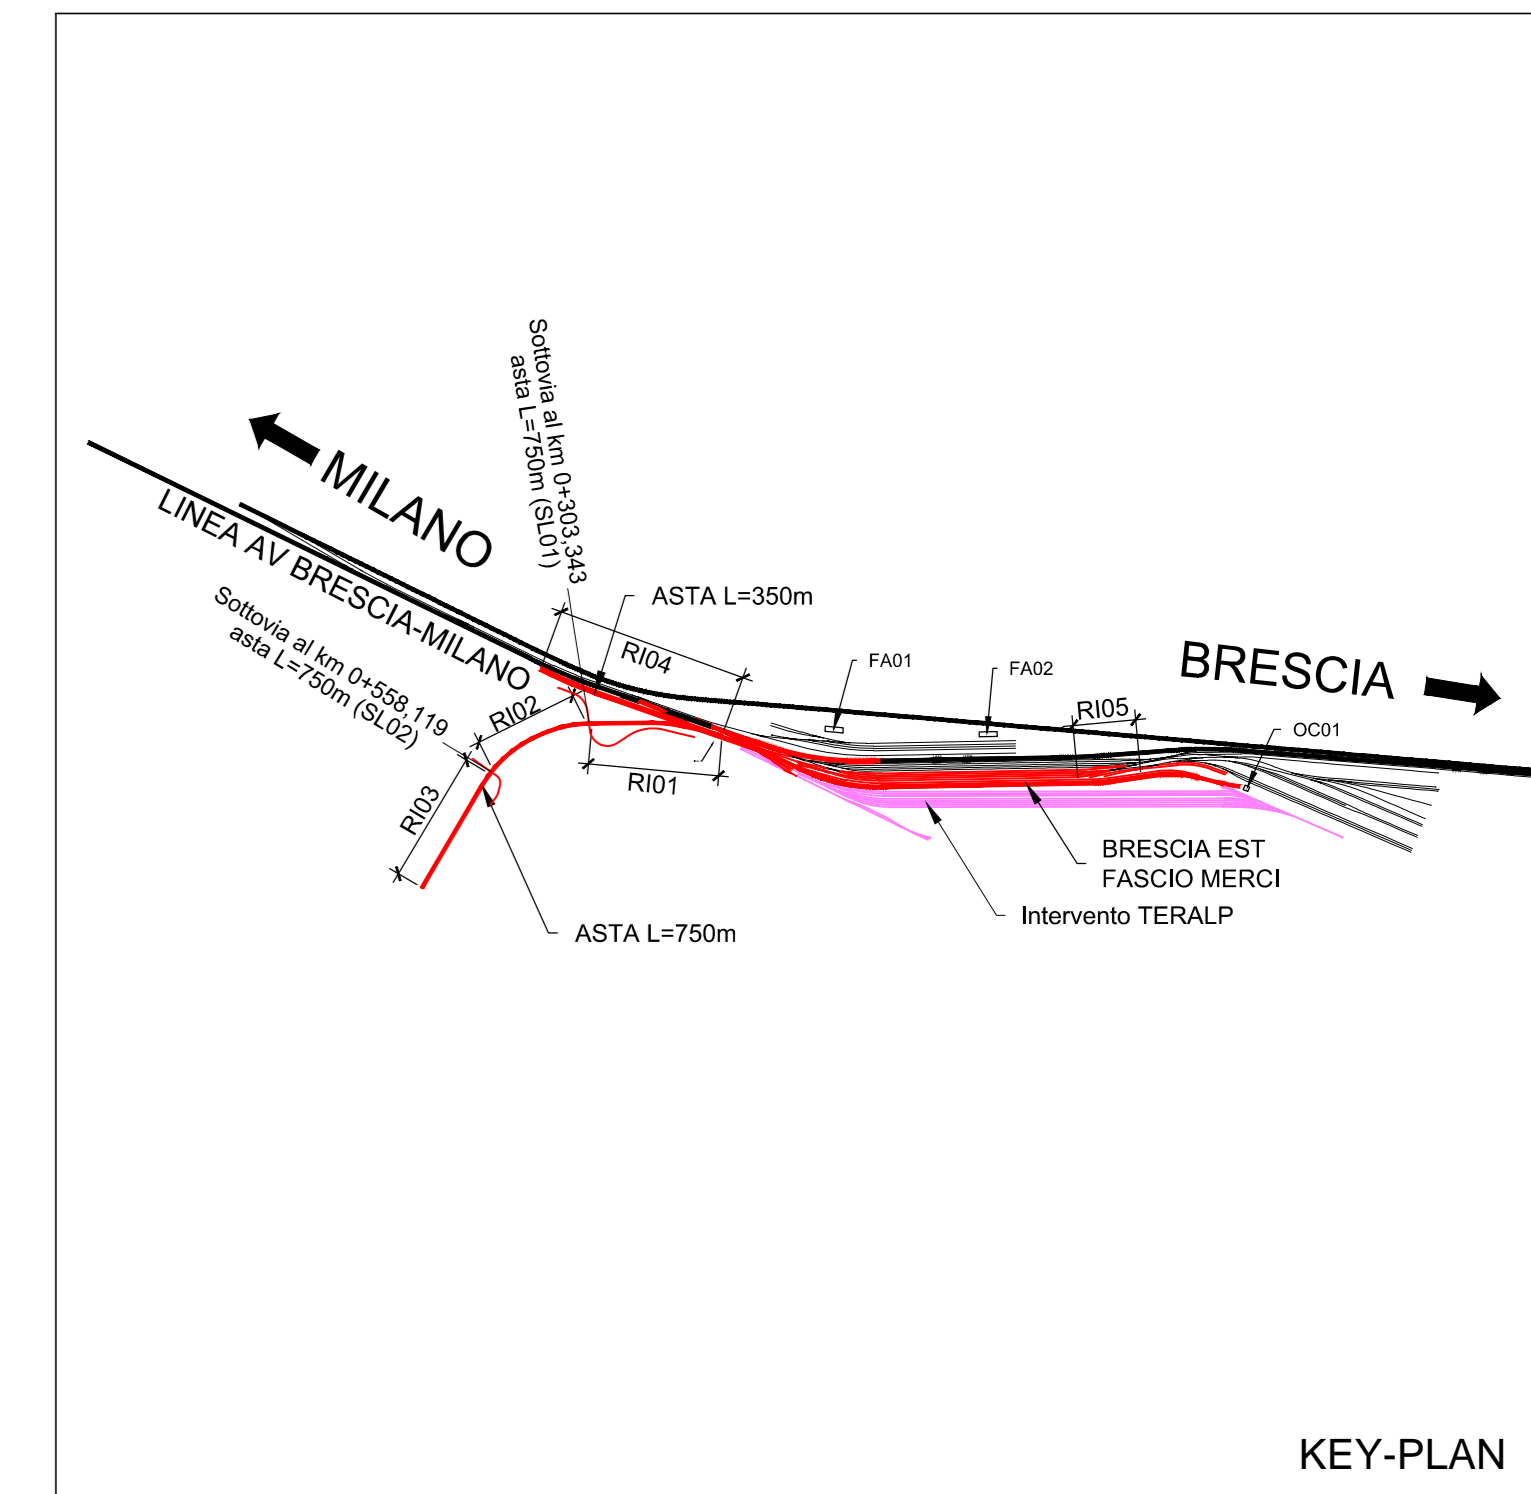 Sottovia al km 0+303,343
asta L=750m (SL01)
MILANO
LINEA AV BRESCIA-MILANO
Sottovia al km 0+558,119
asta L=750m (SL02)
ASTA L=350m
RI04
RI02
RI01
RI03
FA01
FA02
BRESCIA
RI05
OC01
BRESCIA EST
FASCIO MERCI
Intervento TERALP
ASTA L=750m
KEY-PLAN